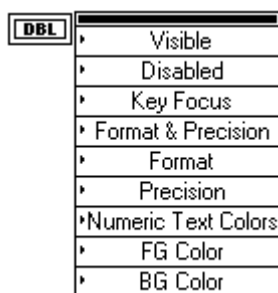 DBL
Visible
Disabled
Key Focus
Format & Precision
Format
Precision
Numeric Text Colors
FG Color
BG Color